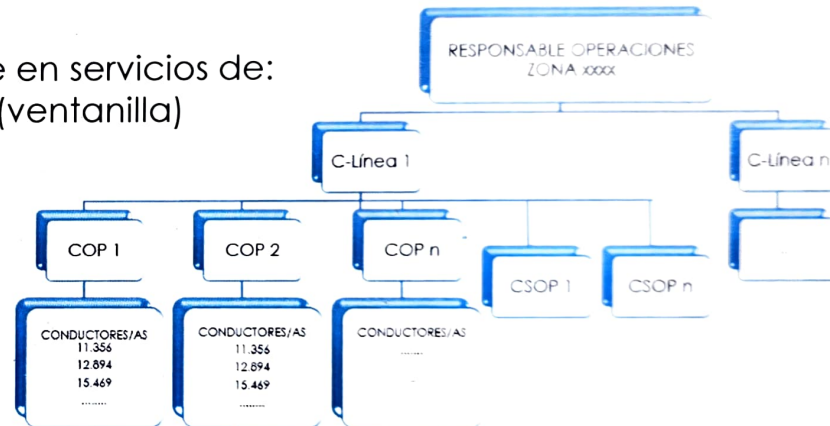 e en servicios de:
(ventanilla)
RESPONSABLE OPERACIONES
ZONA xxxx
C-Línea 1
C-Línea n
COP 1
COP 2
COP n
CSOP 1
CSOP n
CONDUCTORES/AS
11.356
12.894
15.469
........
CONDUCTORES/AS
11.356
12.894
15.469
........
CONDUCTORES/AS
.......